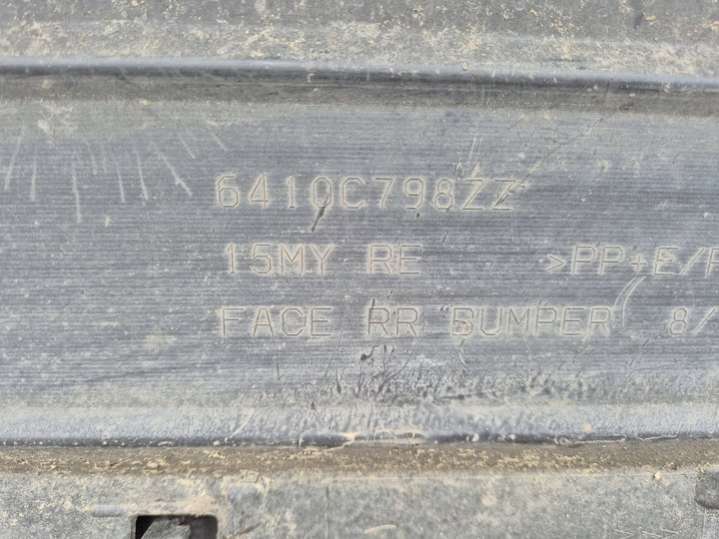 6410C798ZZ
15MY RE >PP+E/P
FACE RR BUMPER 8/